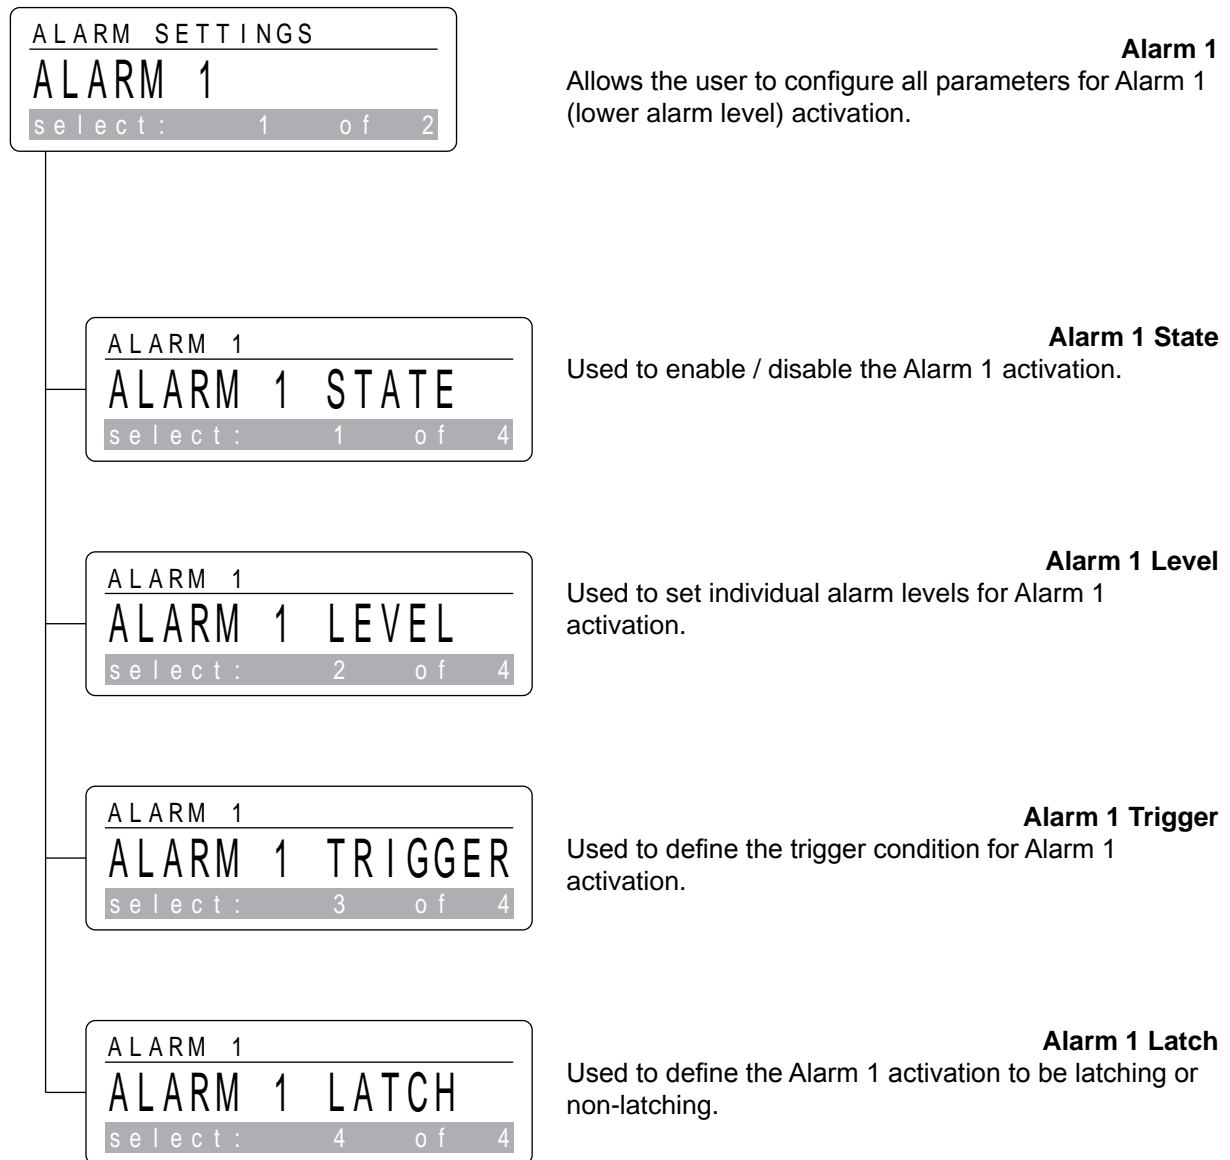 ALARM SETTINGS
ALARM 1
select: 1 of 2
Alarm 1
Allows the user to configure all parameters for Alarm 1
(lower alarm level) activation.
ALARM 1
ALARM 1 STATE
select: 1 of 4
Alarm 1 State
Used to enable / disable the Alarm 1 activation.
ALARM 1
ALARM 1 LEVEL
select: 2 of 4
Alarm 1 Level
Used to set individual alarm levels for Alarm 1
activation.
ALARM 1
ALARM 1 TRIGGER
select: 3 of 4
Alarm 1 Trigger
Used to define the trigger condition for Alarm 1
activation.
ALARM 1
ALARM 1 LATCH
select: 4 of 4
Alarm 1 Latch
Used to define the Alarm 1 activation to be latching or
non-latching.